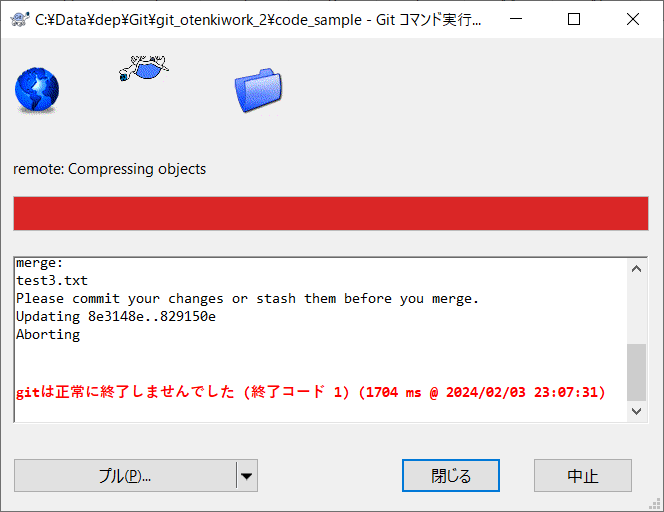 C:¥Data¥dep¥Git¥git_otenkiwork_2¥code_sample - Git コマンド実行...
remote: Compressing objects
merge:
test3.txt
Please commit your changes or stash them before you merge.
Updating 8e3148e..829150e
Aborting
gitは正常に終了しませんでした (終了コード 1) (1704 ms @ 2024/02/03 23:07:31)
プル(P)...
閉じる
中止